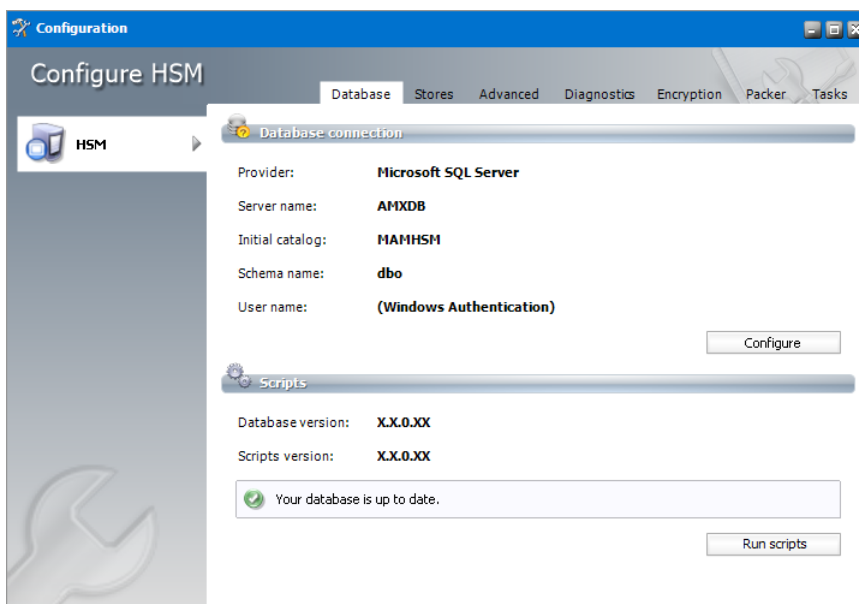 Configuration
Configure HSM
Database Stores Advanced Diagnostics Encryption Packer Tasks
HSM
Database connection
Provider: Microsoft SQL Server
Server name: AMXDB
Initial catalog: MAMHSM
Schema name: dbo
User name: (Windows Authentication)
Configure
Scripts
Database version: X.X.0.XX
Scripts version: X.X.0.XX
Your database is up to date.
Run scripts